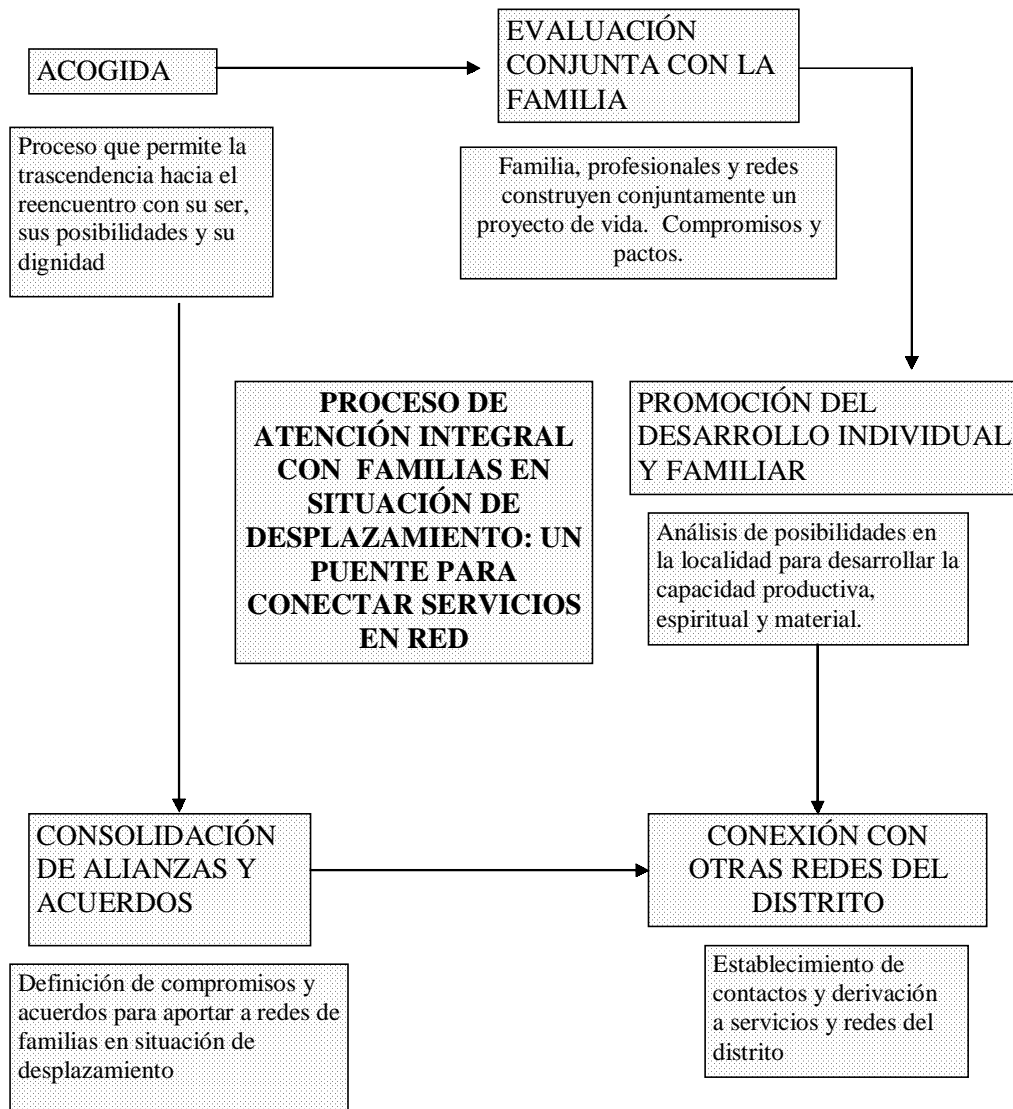 ACOGIDA
EVALUACIÓN
CONJUNTA CON LA
FAMILIA
Proceso que permite la
trascendencia hacia el
reencuentro con su ser,
sus posibilidades y su
dignidad
Familia, profesionales y redes
construyen conjuntamente un
proyecto de vida. Compromisos y
pactos.
PROCESO DE
ATENCIÓN INTEGRAL
CON FAMILIAS EN
SITUACIÓN DE
DESPLAZAMIENTO: UN
PUENTE PARA
CONECTAR SERVICIOS
EN RED
PROMOCIÓN DEL
DESARROLLO INDIVIDUAL
Y FAMILIAR
Análisis de posibilidades en
la localidad para desarrollar la
capacidad productiva,
espiritual y material.
CONSOLIDACIÓN
DE ALIANZAS Y
ACUERDOS
CONEXIÓN CON
OTRAS REDES DEL
DISTRITO
Definición de compromisos y
acuerdos para aportar a redes de
familias en situación de
desplazamiento
Establecimiento de
contactos y derivación
a servicios y redes del
distrito